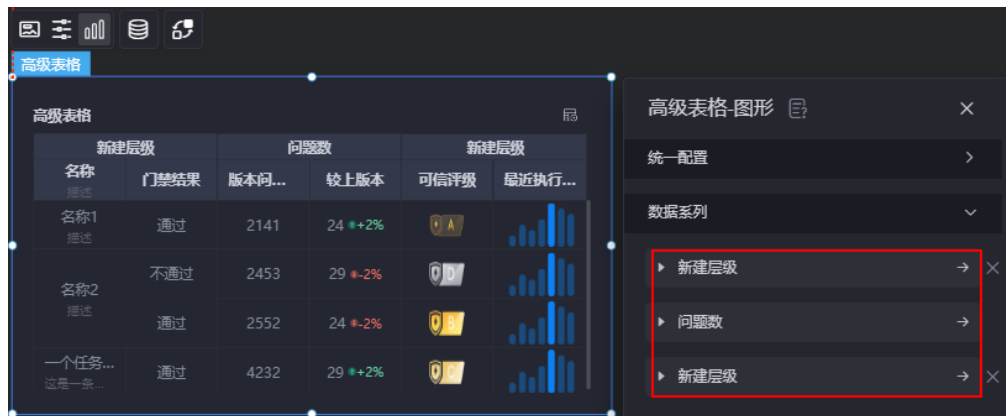 高级表格
高级表格
新建层级 问题数 新建层级
名称 门禁结果 版本问... 较上版本 可信评级 最近执行...
描述
名称1 通过 2141 24 +2% A
描述
不通过 2453 29 -2% D
名称2
描述
通过 2552 24 -2% B
一个任务... 通过 4232 29 +2% C
这是一条...
高级表格-图形
统一配置
数据系列
新建层级
问题数
新建层级